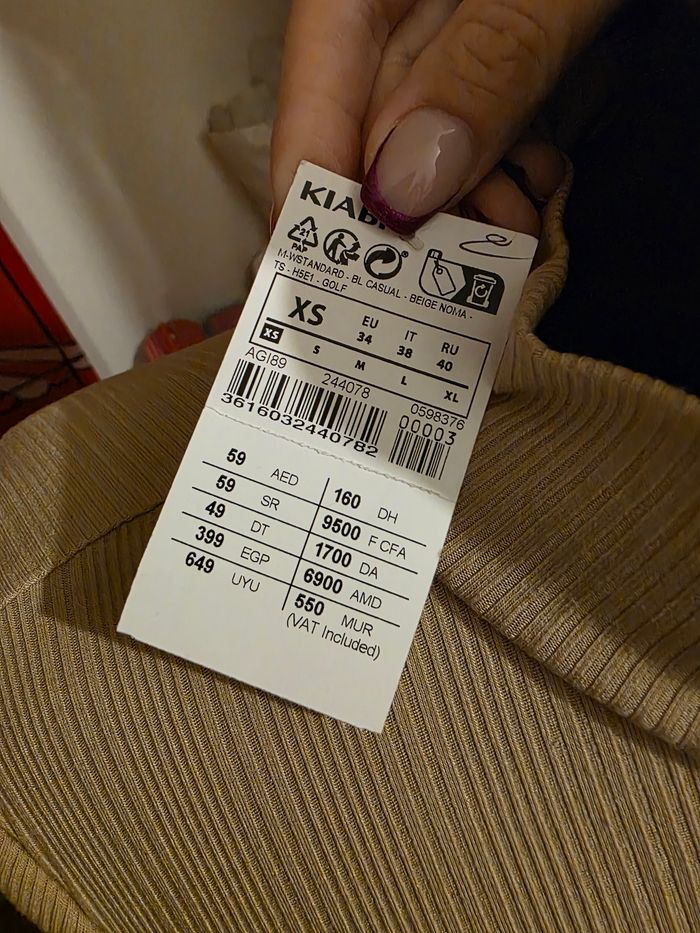 KIABI
21
PAP
M-WSTANDARD - BL CASUAL - BEIGE NOMA -
TS - H5E1 - GOLF
XS EU 34 IT 38 RU 40
XS S M L XL
AGI89 244078 0598376
3616032440782 00003
59 AED 160 DH
59 SR 9500 F CFA
49 DT 1700 DA
399 EGP 6900 AMD
649 UYU 550 MUR
(VAT Included)